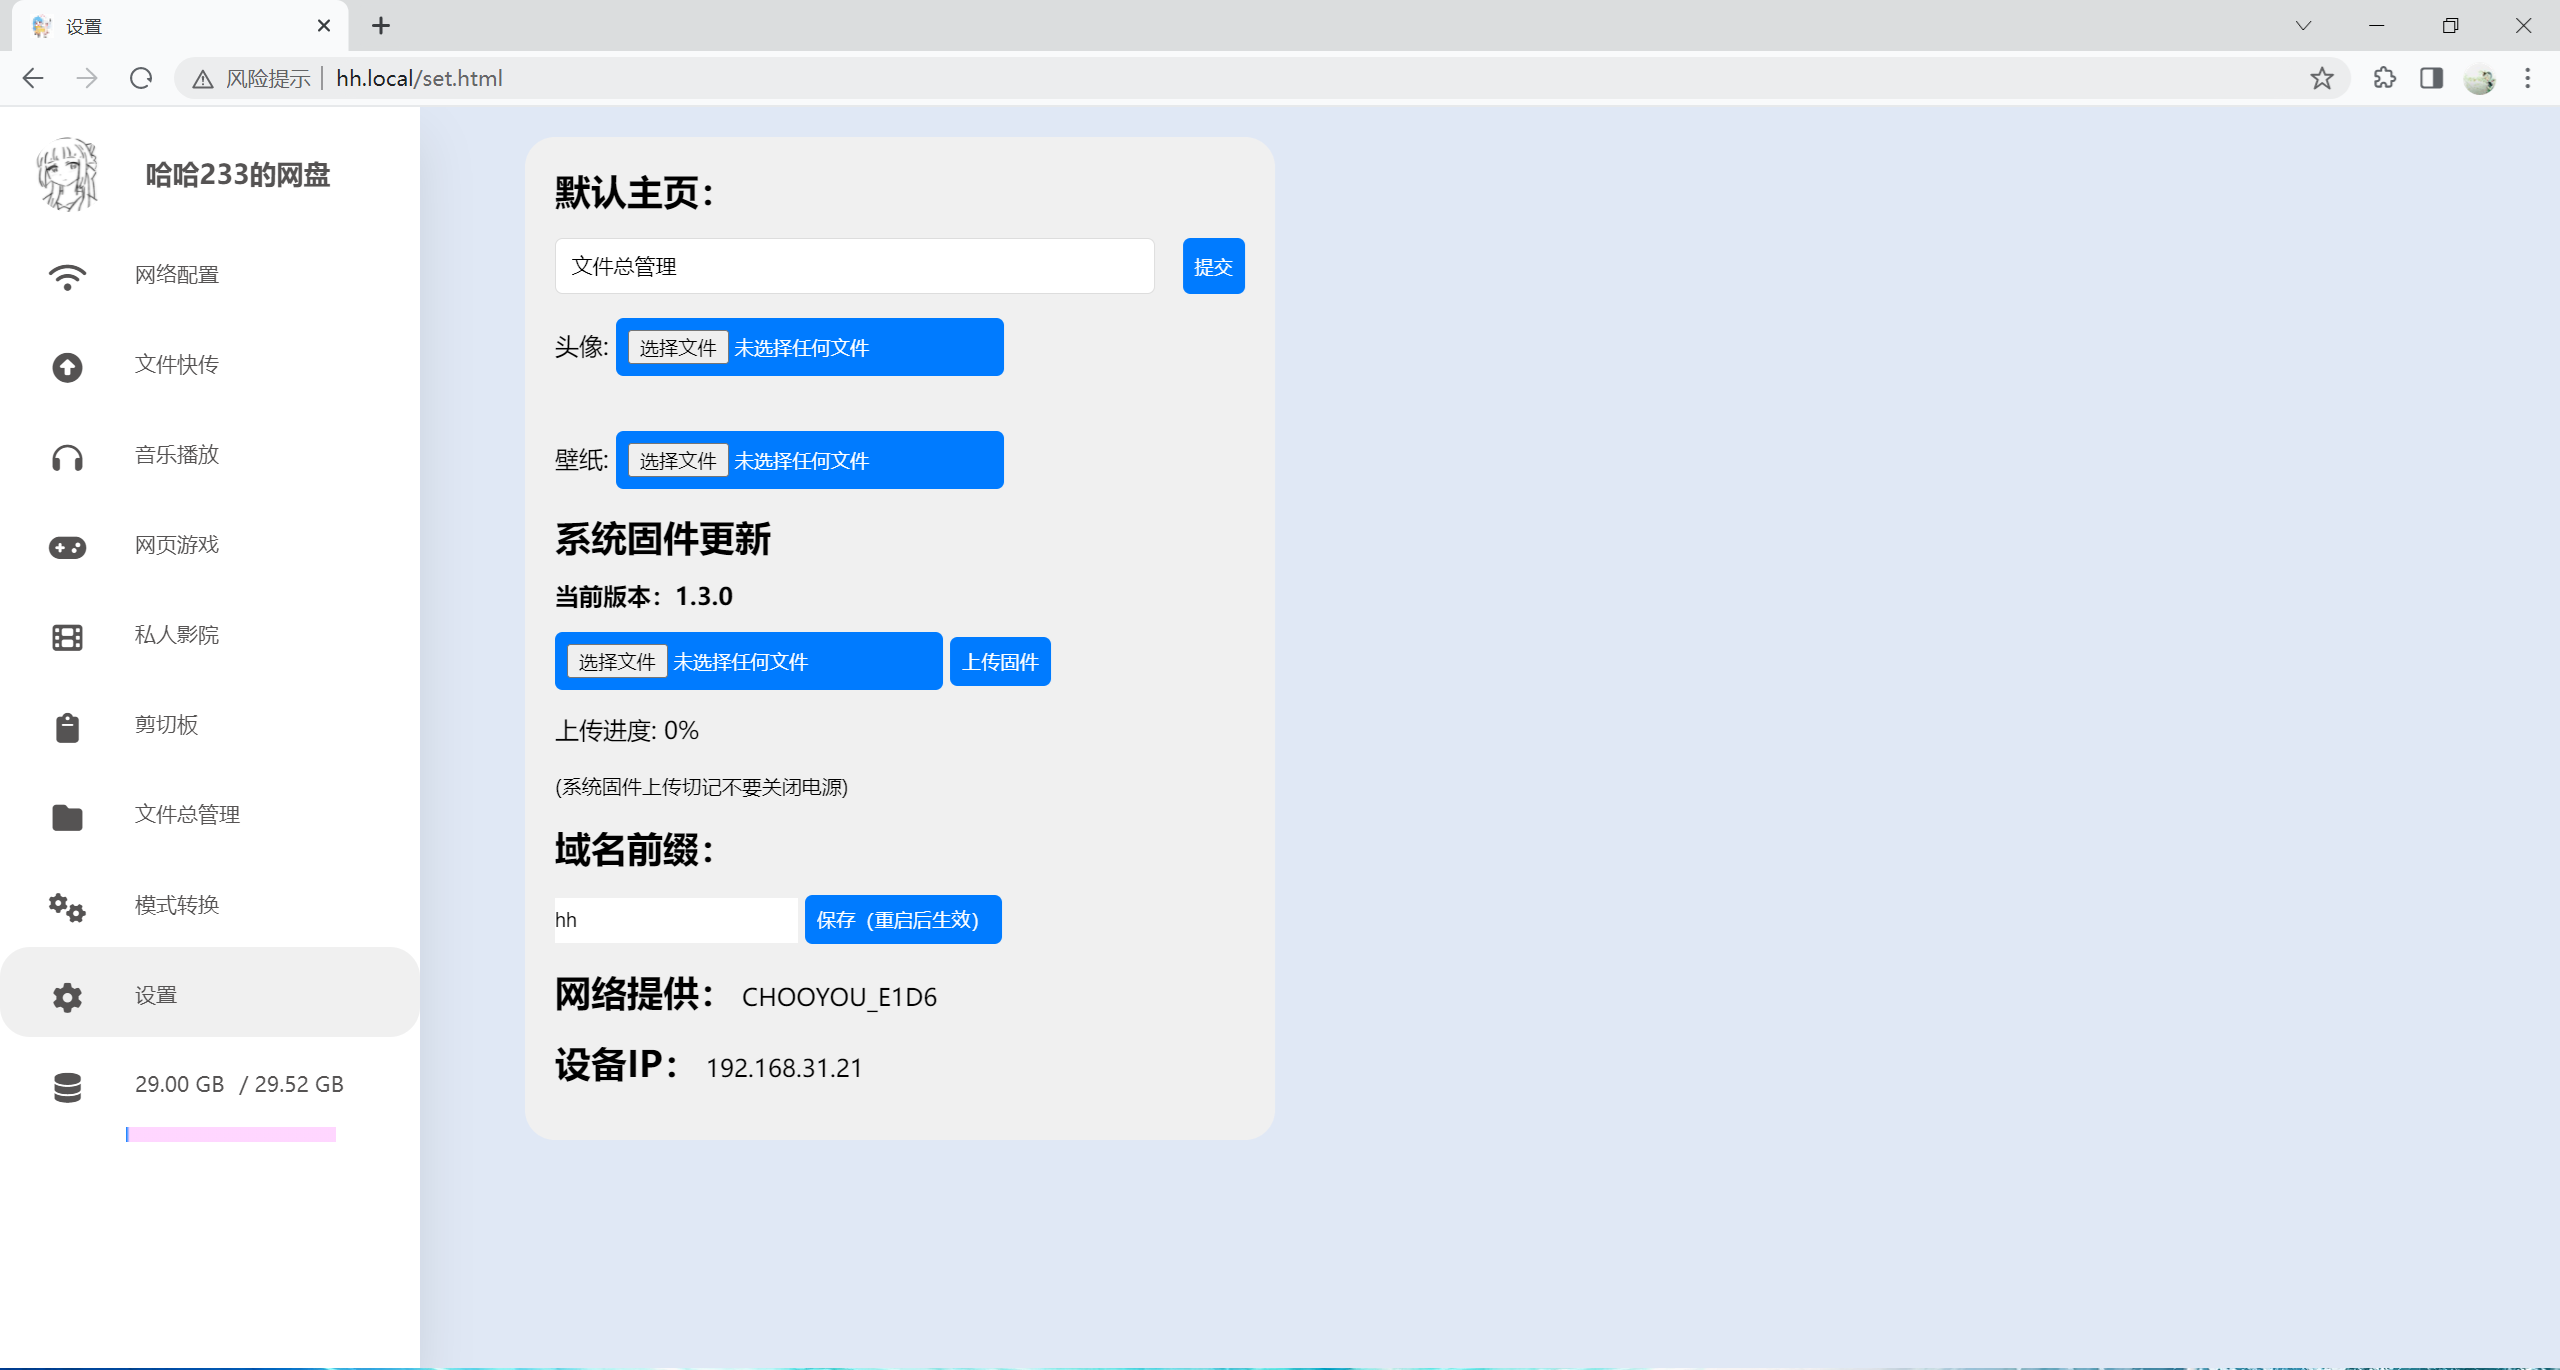 设置
风险提示 | hh.local/set.html
哈哈233的网盘
网络配置
文件快传
音乐播放
网页游戏
私人影院
剪切板
文件总管理
模式转换
设置
29.00 GB / 29.52 GB
默认主页：
文件总管理 提交
头像: 选择文件 未选择任何文件
壁纸: 选择文件 未选择任何文件
系统固件更新
当前版本：1.3.0
选择文件 未选择任何文件 上传固件
上传进度: 0%
(系统固件上传切记不要关闭电源)
域名前缀：
hh 保存（重启后生效）
网络提供： CHOOYOU_E1D6
设备IP： 192.168.31.21